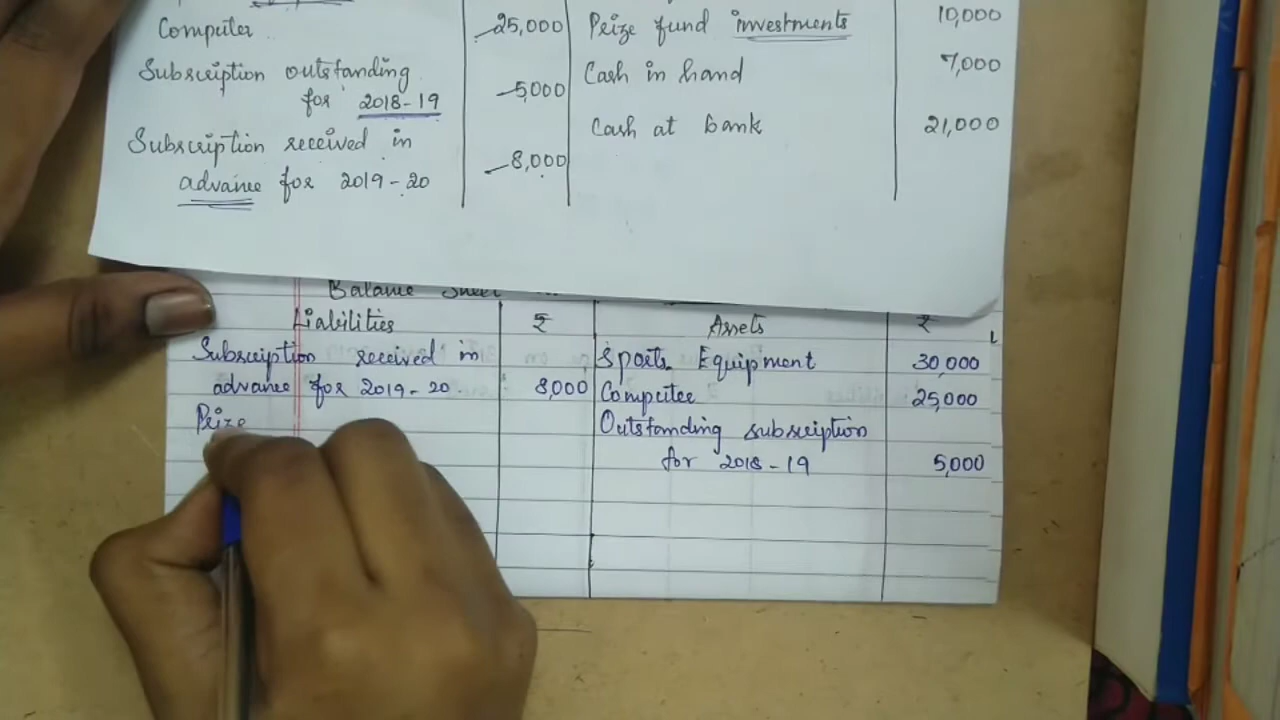 Computer 25,000 Prize fund investments 10,000
Subscription outstanding
for 2018-19 5,000 Cash in hand 7,000
Subscription received in
advance for 2019-20 8,000 Cash at bank 21,000
Balance Sheet
Liabilities ₹ Assets ₹
Subscription received in Sports Equipment 30,000
advance for 2019-20. 8,000 Computer 25,000
Prize Outstanding subscription
for 2018-19 5,000